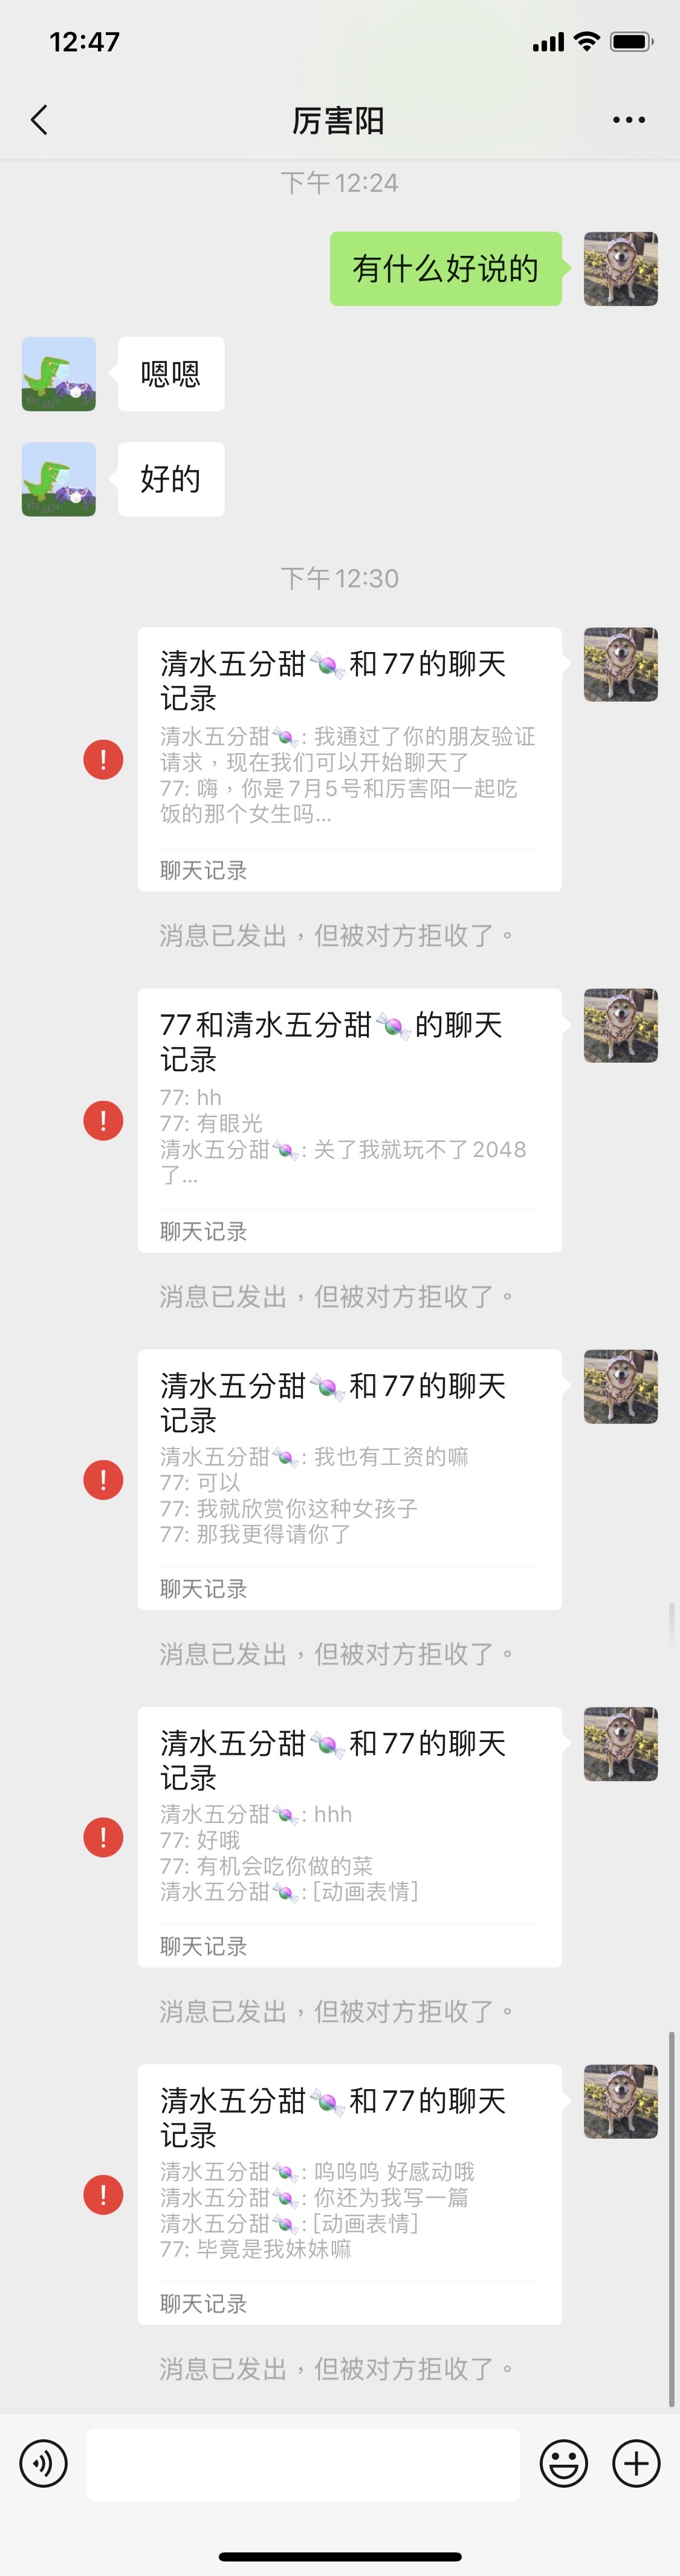 12:47
厉害阳
下午 12:24
有什么好说的
嗯嗯
好的
下午 12:30
清水五分甜🍬和77的聊天
记录
清水五分甜🍬: 我通过了你的朋友验证
请求，现在我们可以开始聊天了
77: 嗨，你是7月5号和厉害阳一起吃
饭的那个女生吗...
聊天记录
消息已发出，但被对方拒收了。
77和清水五分甜🍬的聊天
记录
77: hh
77: 有眼光
清水五分甜🍬: 关了我就玩不了2048
了...
聊天记录
消息已发出，但被对方拒收了。
清水五分甜🍬和77的聊天
记录
清水五分甜🍬: 我也有工资的嘛
77: 可以
77: 我就欣赏你这种女孩子
77: 那我更得请你了
聊天记录
消息已发出，但被对方拒收了。
清水五分甜🍬和77的聊天
记录
清水五分甜🍬: hhh
77: 好哦
77: 有机会吃你做的菜
清水五分甜🍬: [动画表情]
聊天记录
消息已发出，但被对方拒收了。
清水五分甜🍬和77的聊天
记录
清水五分甜🍬: 呜呜呜 好感动哦
清水五分甜🍬: 你还为我写一篇
清水五分甜🍬: [动画表情]
77: 毕竟是我妹妹嘛
聊天记录
消息已发出，但被对方拒收了。